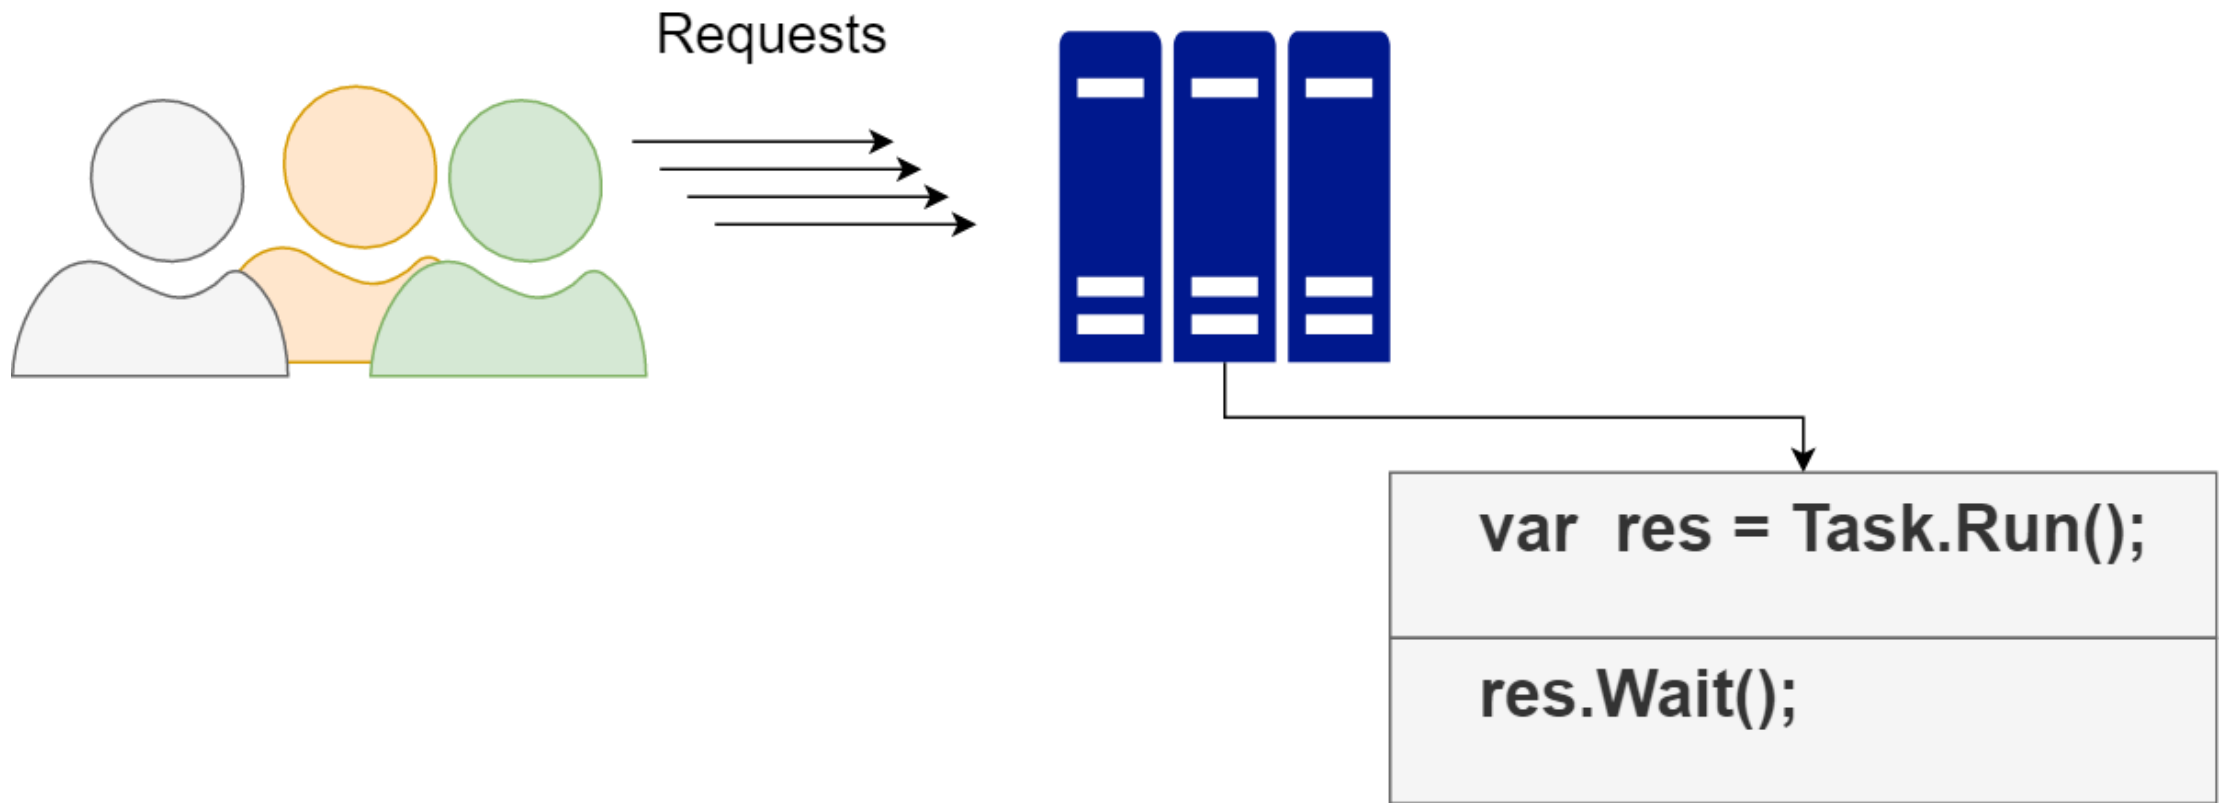 Requests
var res = Task.Run();
res.Wait();